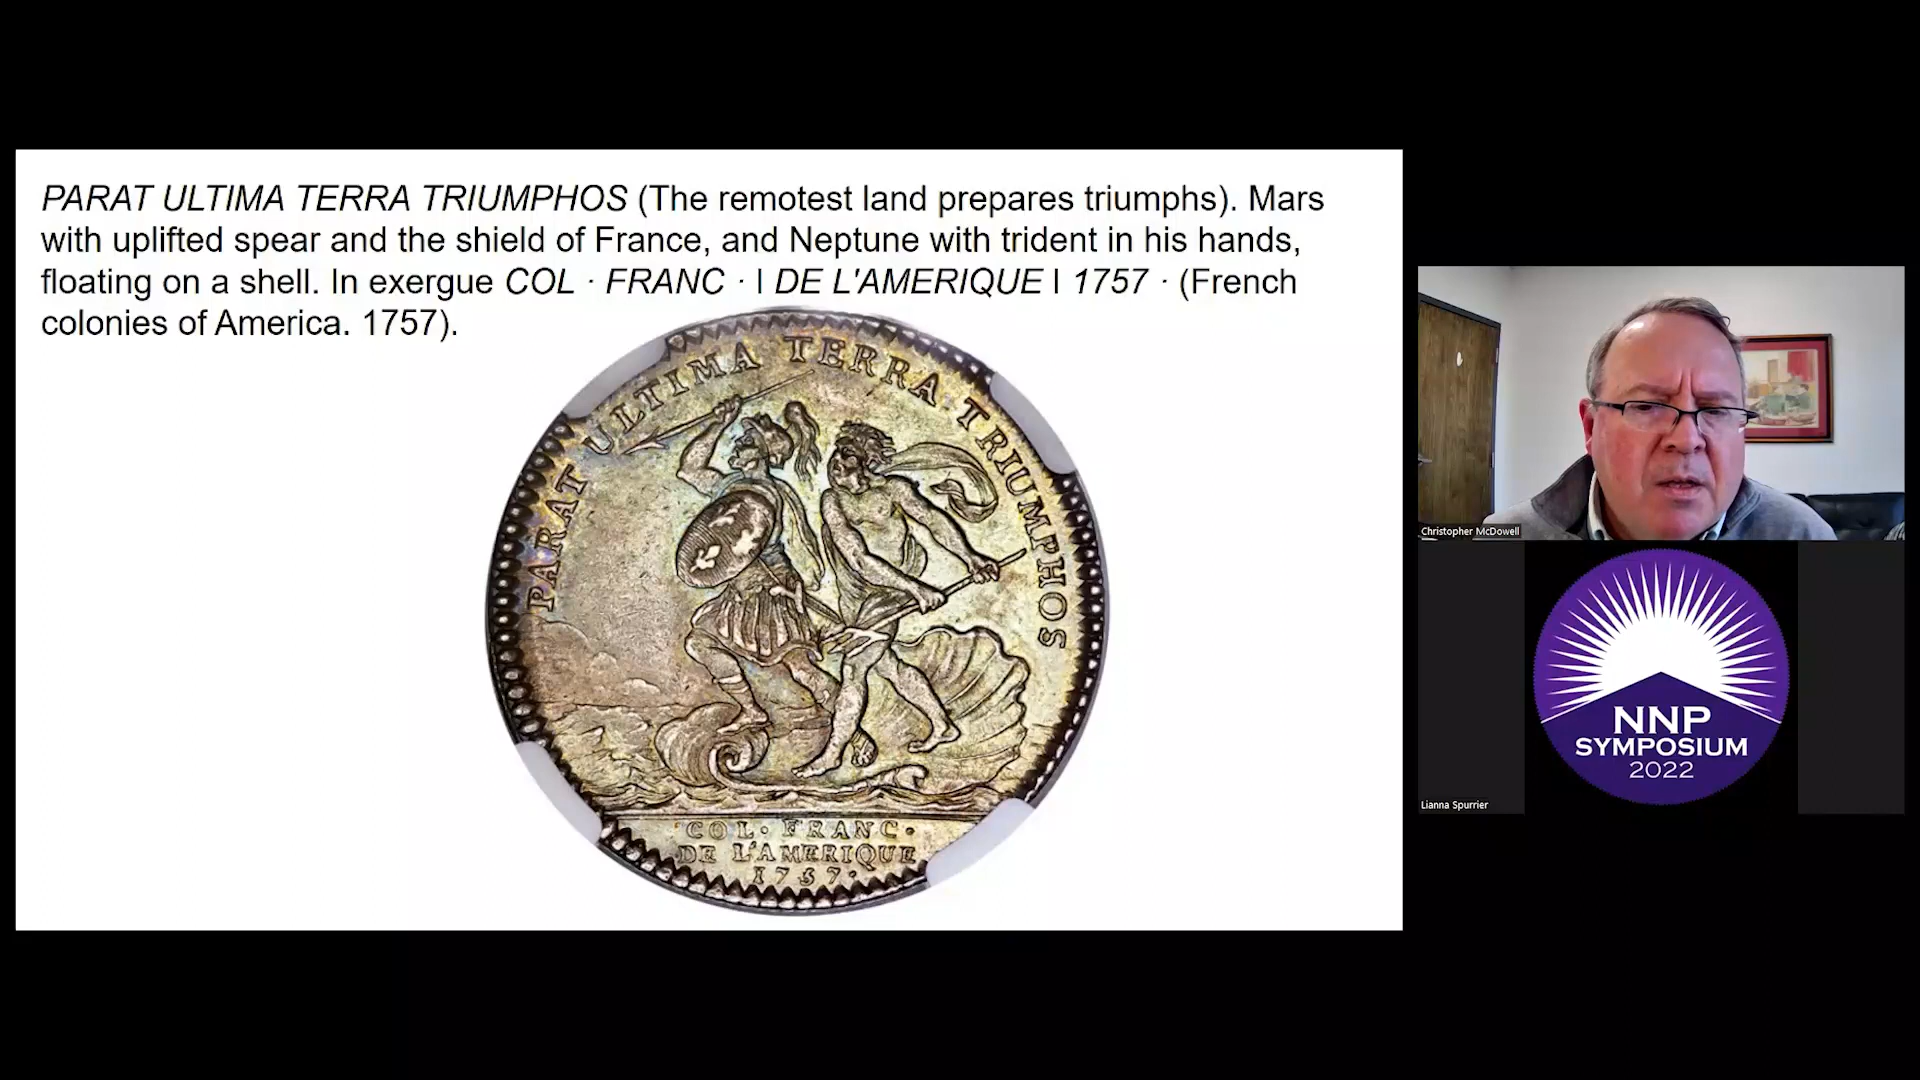 PARAT ULTIMA TERRA TRIUMPHOS (The remotest land prepares triumphs). Mars
with uplifted spear and the shield of France, and Neptune with trident in his hands,
floating on a shell. In exergue COL · FRANC · | DE L'AMERIQUE | 1757 · (French
colonies of America. 1757).
PARAT ULTIMA TERRA TRIUMPHOS
COL · FRANC ·
DE L'AMERIQUE
1757 ·
Christopher McDowell
NNP
SYMPOSIUM
2022
Lianna Spurrier